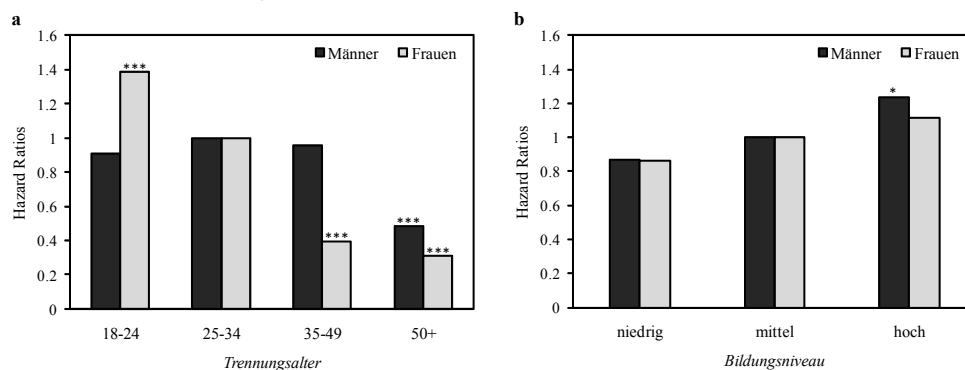 a
1.6
1.4
1.2
1
0.8
0.6
0.4
0.2
0
Hazard Ratios
Männer Frauen
***
***
***
***
18-24 25-34 35-49 50+
Trennungsalter
b
1.6
1.4
1.2
1
0.8
0.6
0.4
0.2
0
Hazard Ratios
Männer Frauen
*
niedrig mittel hoch
Bildungsniveau